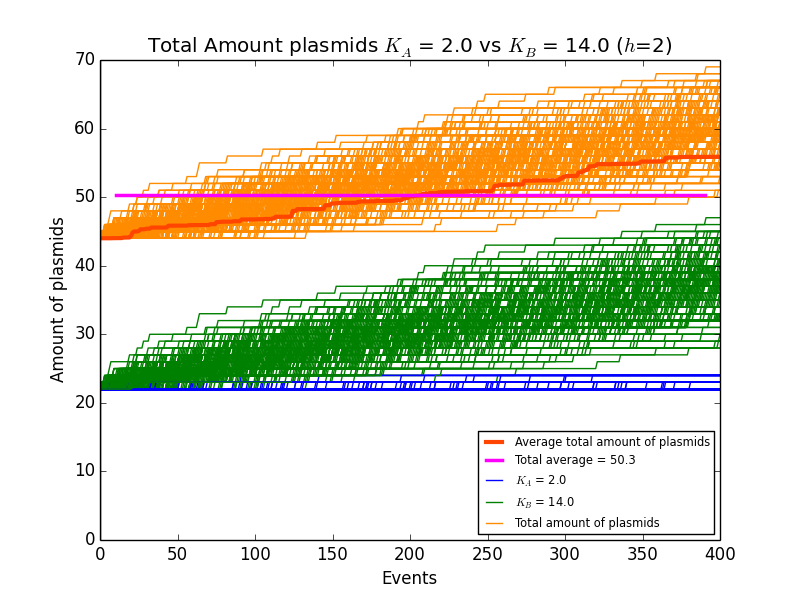 Total Amount plasmids K_A = 2.0 vs K_B = 14.0 (h=2)
70
60
50
40
30
20
10
0
Amount of plasmids
Average total amount of plasmids
Total average = 50.3
K_A = 2.0
K_B = 14.0
Total amount of plasmids
0 50 100 150 200 250 300 350 400
Events